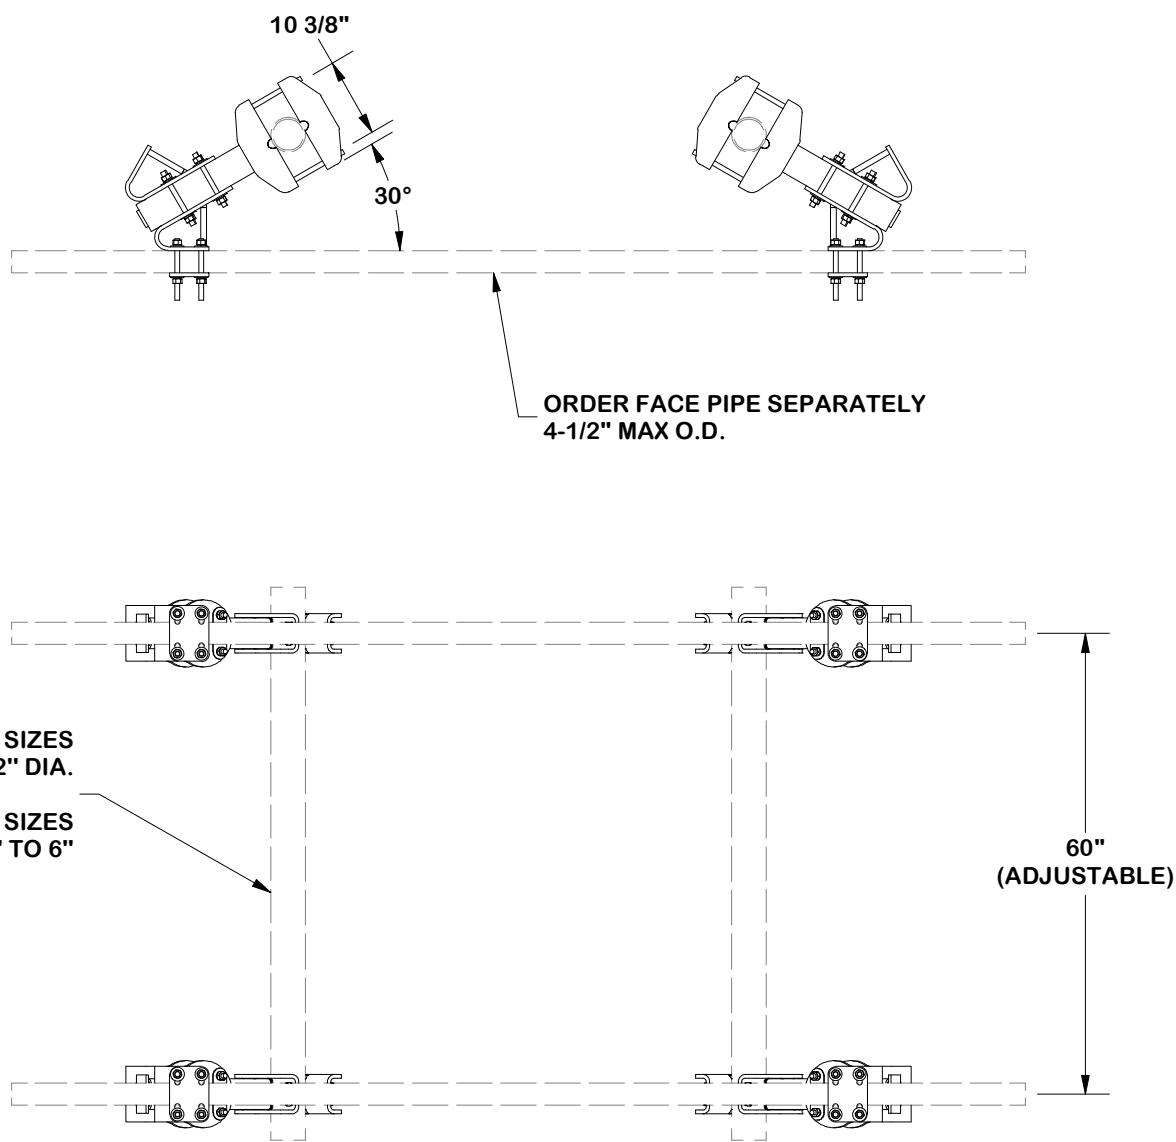 10 3/8"
30°
ORDER FACE PIPE SEPARATELY
4-1/2" MAX O.D.
SIZES
2" DIA.
SIZES
TO 6"
60"
(ADJUSTABLE)